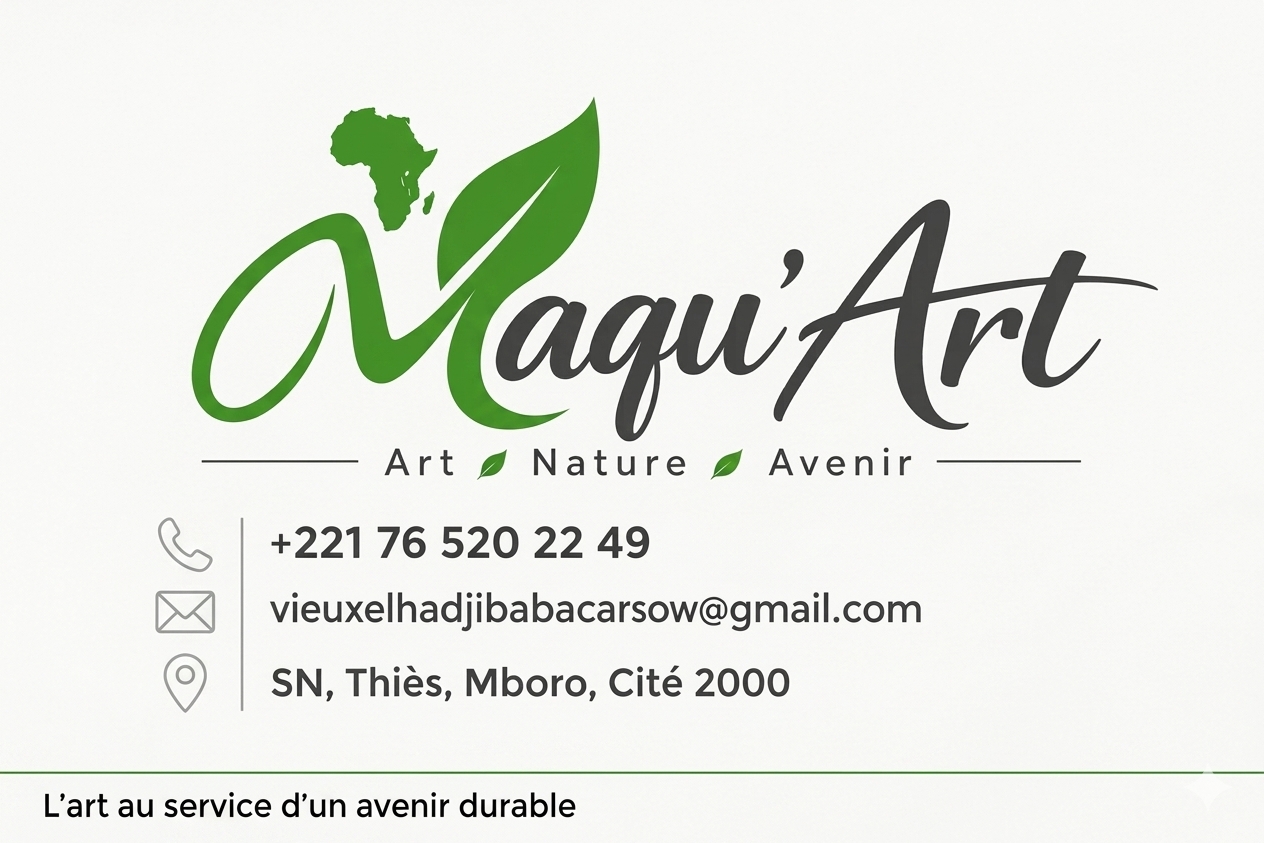 Maqu'Art
Art Nature Avenir
+221 76 520 22 49
vieuxelhadjibabacarsow@gmail.com
SN, Thiès, Mboro, Cité 2000
L'art au service d'un avenir durable